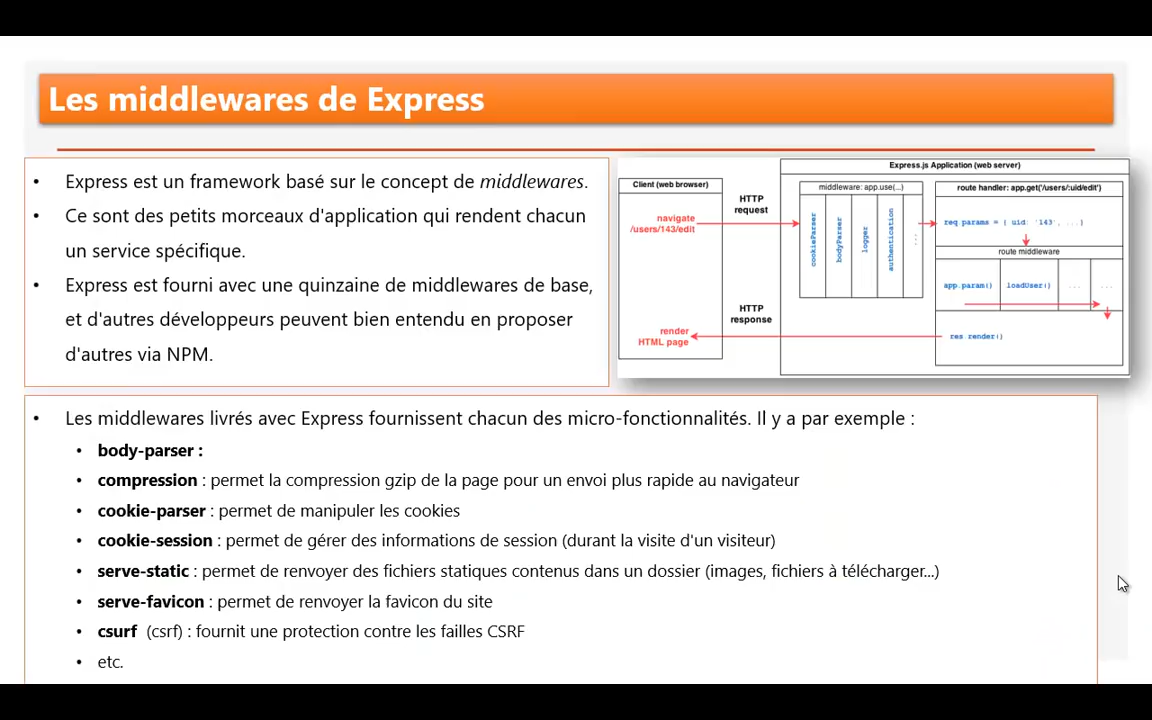 Les middlewares de Express
• Express est un framework basé sur le concept de middlewares.
• Ce sont des petits morceaux d'application qui rendent chacun
un service spécifique.
• Express est fourni avec une quinzaine de middlewares de base,
et d'autres développeurs peuvent bien entendu en proposer
d'autres via NPM.
Client (web browser)
navigate
/users/143/edit
render
HTML page
HTTP
request
HTTP
response
Express.js Application (web server)
middleware: app.use(...)
cookieParser
bodyParser
logger
authentication
...
route handler: app.get('/users/:uid/edit')
req.params = { uid: '143', ...}
route middleware
app.param()
loadUser()
...
...
res.render()
• Les middlewares livrés avec Express fournissent chacun des micro-fonctionnalités. Il y a par exemple :
• body-parser :
• compression : permet la compression gzip de la page pour un envoi plus rapide au navigateur
• cookie-parser : permet de manipuler les cookies
• cookie-session : permet de gérer des informations de session (durant la visite d'un visiteur)
• serve-static : permet de renvoyer des fichiers statiques contenus dans un dossier (images, fichiers à télécharger...)
• serve-favicon : permet de renvoyer la favicon du site
• csurf (csrf) : fournit une protection contre les failles CSRF
• etc.